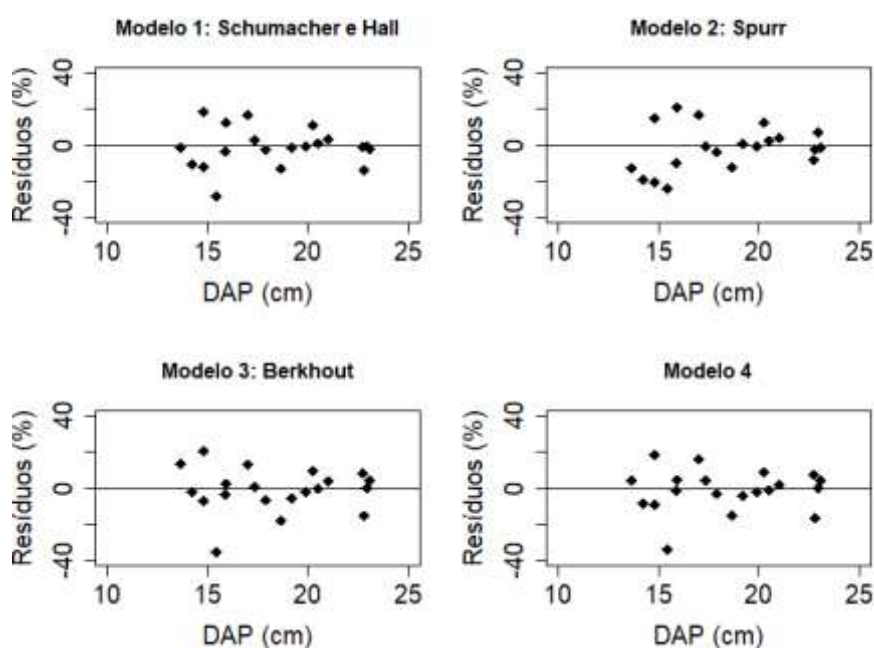 Modelo 1: Schumacher e Hall
Resíduos (%)
40
0
-40
10 15 20 25
DAP (cm)
Modelo 2: Spurr
Resíduos (%)
40
0
-40
10 15 20 25
DAP (cm)
Modelo 3: Berkhout
Resíduos (%)
40
0
-40
10 15 20 25
DAP (cm)
Modelo 4
Resíduos (%)
40
0
-40
10 15 20 25
DAP (cm)